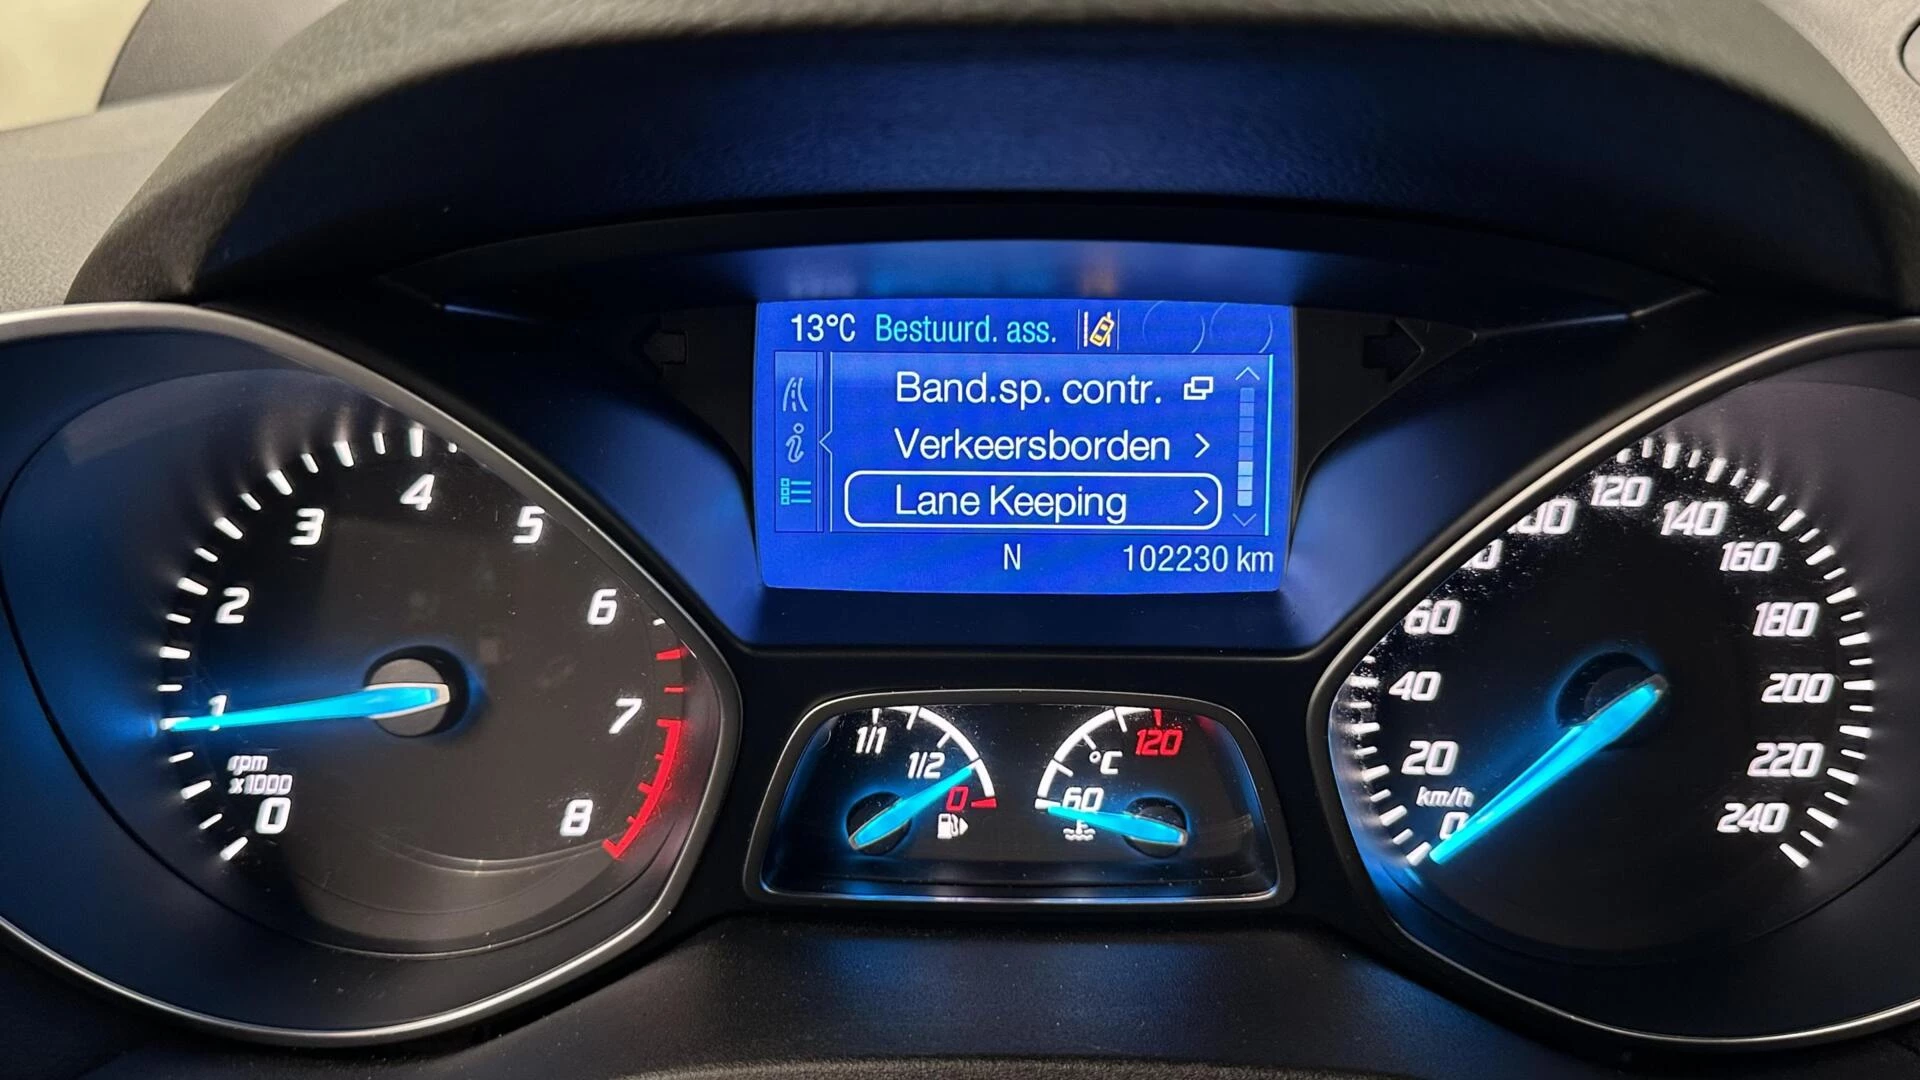 13°C Bestuurd. ass.
Band.sp. contr.
Verkeersborden
Lane Keeping
N 102230 km
0
1
2
3
4
5
6
7
8
rpm
x1000
1/1
1/2
0
°C
60
120
0
20
40
60
120
140
160
180
200
220
240
km/h